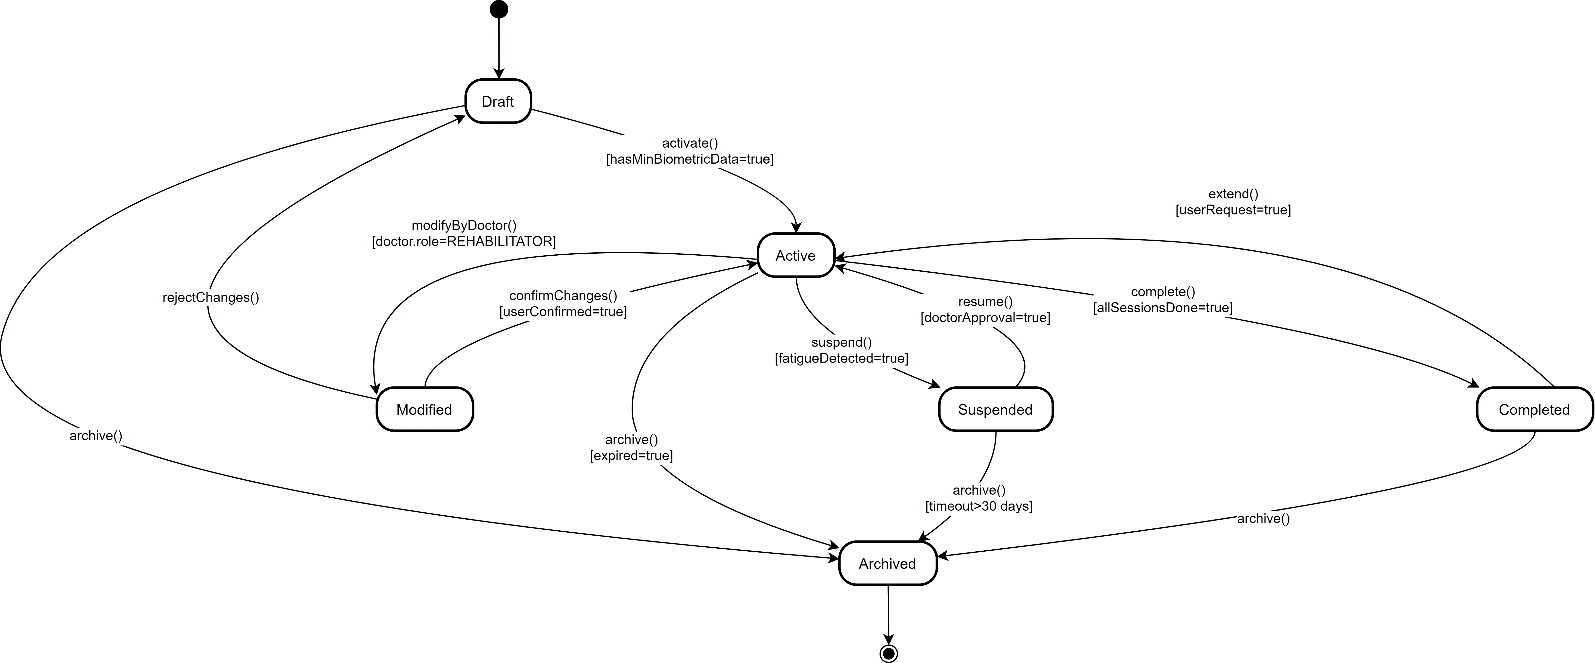 Draft
activate()
[hasMinBiometricData=true]
extend()
[userRequest=true]
modifyByDoctor()
[doctor.role=REHABILITATOR]
Active
rejectChanges()
confirmChanges()
[userConfirmed=true]
resume()
[doctorApproval=true]
complete()
[allSessionsDone=true]
suspend()
[fatigueDetected=true]
Modified
Suspended
Completed
archive()
archive()
[expired=true]
archive()
[timeout>30 days]
archive()
Archived